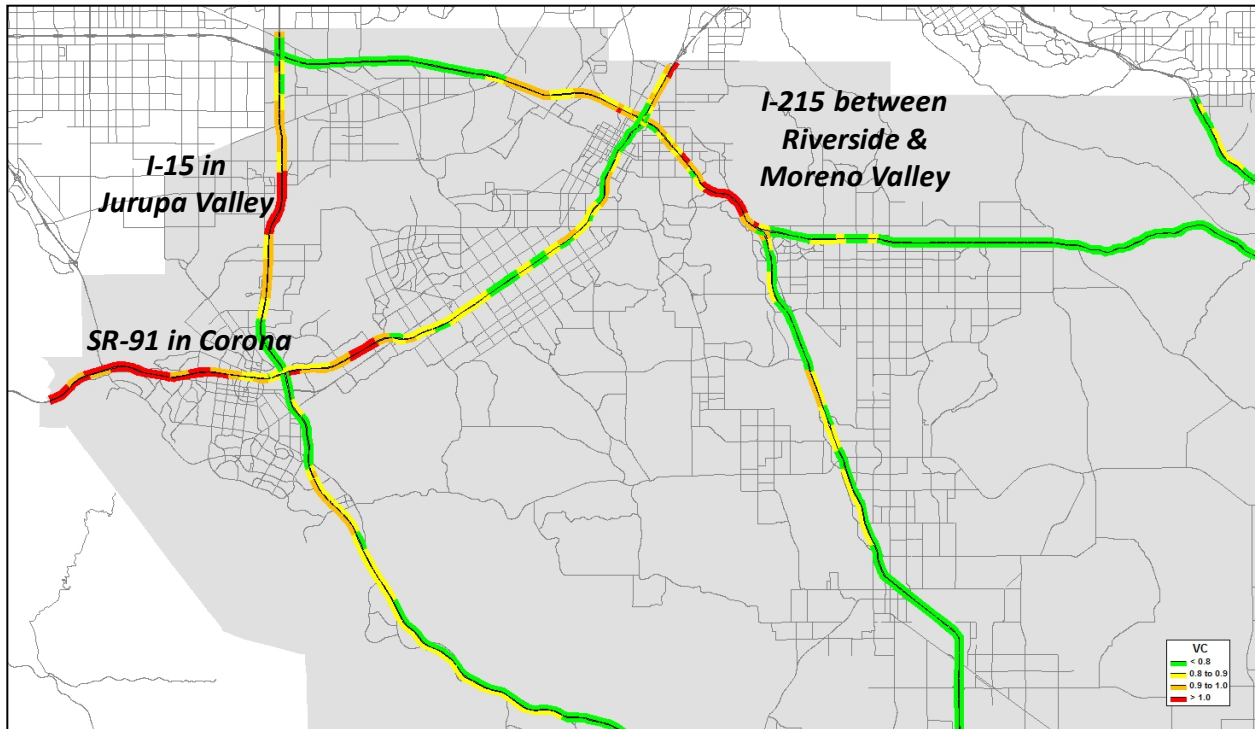 I-215 between
Riverside &
Moreno Valley
I-15 in
Jurupa Valley
SR-91 in Corona
VC
< 0.8
0.8 to 0.9
0.9 to 1.0
> 1.0